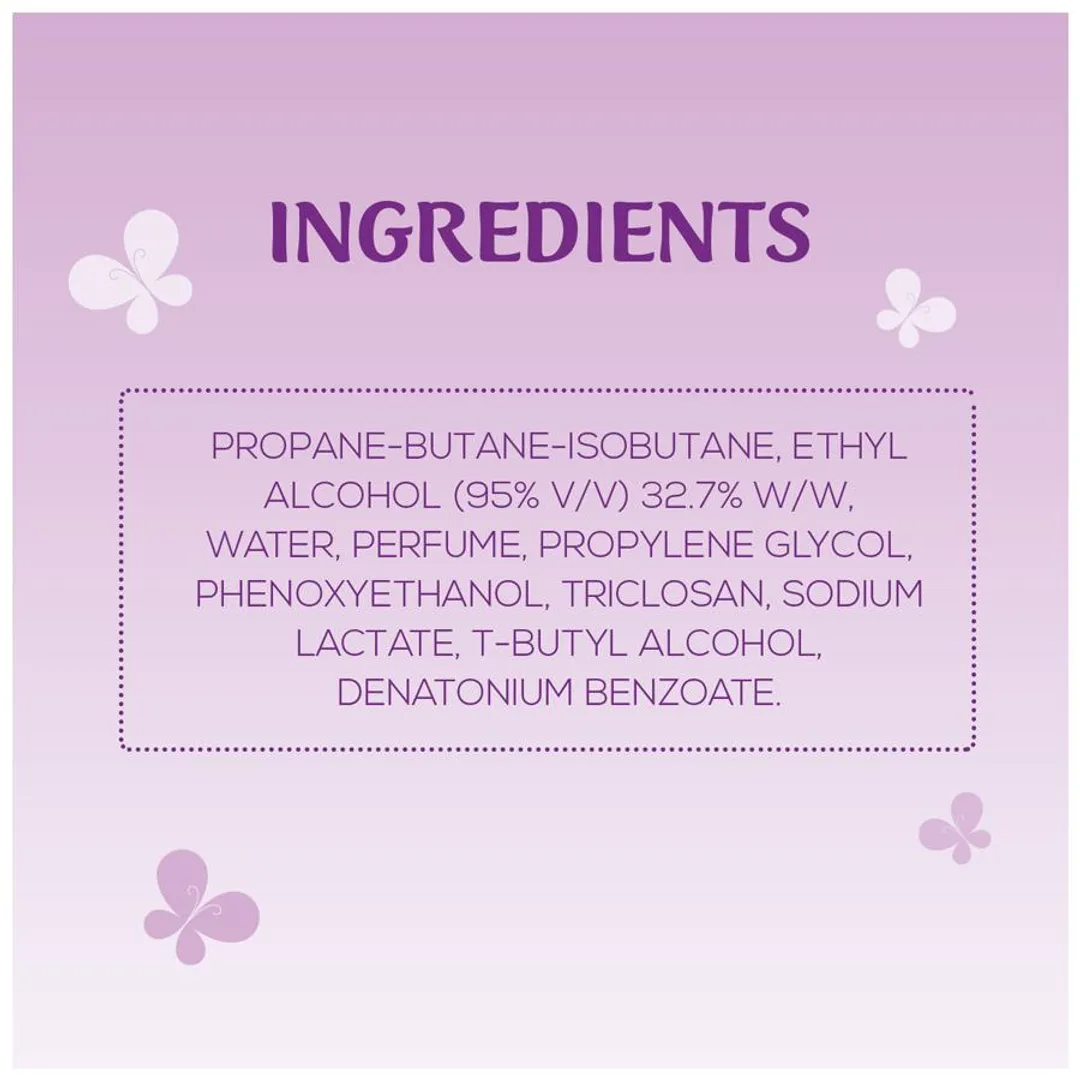 INGREDIENTS
PROPANE-BUTANE-ISOBUTANE, ETHYL
ALCOHOL (95% V/V) 32.7% W/W,
WATER, PERFUME, PROPYLENE GLYCOL,
PHENOXYETHANOL, TRICLOSAN, SODIUM
LACTATE, T-BUTYL ALCOHOL,
DENATONIUM BENZOATE.